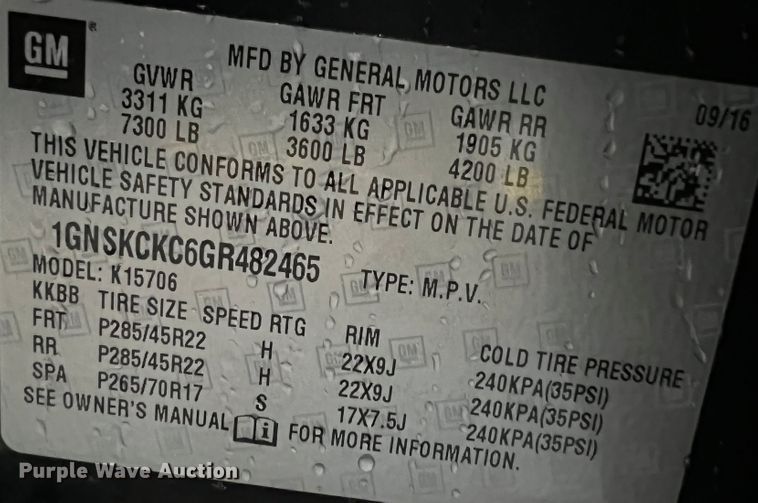 GM
MFD BY GENERAL MOTORS LLC
09/16
GVWR GAWR FRT GAWR RR
3311 KG 1633 KG 1905 KG
7300 LB 3600 LB 4200 LB
THIS VEHICLE CONFORMS TO ALL APPLICABLE U.S. FEDERAL MOTOR
VEHICLE SAFETY STANDARDS IN EFFECT ON THE DATE OF
MANUFACTURE SHOWN ABOVE.
1GNSKCKC6GR482465
TYPE: M.P.V.
MODEL: K15706
KKBB TIRE SIZE SPEED RTG RIM COLD TIRE PRESSURE
FRT P285/45R22 H 22X9J 240KPA(35PSI)
RR P285/45R22 H 22X9J 240KPA(35PSI)
SPA P265/70R17 S 17X7.5J 240KPA(35PSI)
SEE OWNER'S MANUAL i FOR MORE INFORMATION.
Purple Wave Auction